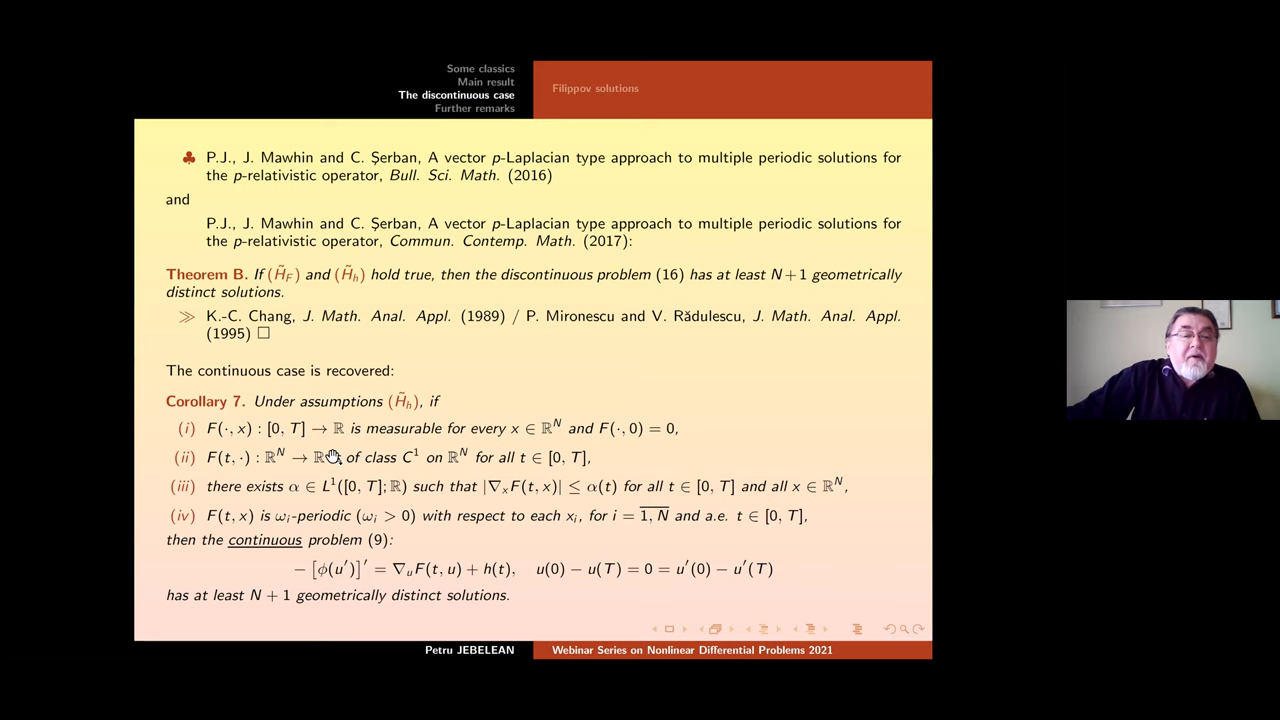 Some classics
Main result
The discontinuous case
Further remarks
Filippov solutions
♣ P.J., J. Mawhin and C. Şerban, A vector p-Laplacian type approach to multiple periodic solutions for
the p-relativistic operator, Bull. Sci. Math. (2016)
and
P.J., J. Mawhin and C. Şerban, A vector p-Laplacian type approach to multiple periodic solutions for
the p-relativistic operator, Commun. Contemp. Math. (2017):
Theorem B. If (H̃_F) and (H̃_h) hold true, then the discontinuous problem (16) has at least N+1 geometrically
distinct solutions.
≫ K.-C. Chang, J. Math. Anal. Appl. (1989) / P. Mironescu and V. Rădulescu, J. Math. Anal. Appl.
(1995) □
The continuous case is recovered:
Corollary 7. Under assumptions (H̃_h), if
(i) F(·, x) : [0, T] → ℝ is measurable for every x ∈ ℝ^N and F(·, 0) = 0,
(ii) F(t, ·) : ℝ^N → ℝ of class C^1 on ℝ^N for all t ∈ [0, T],
(iii) there exists α ∈ L^1([0, T]; ℝ) such that |∇_x F(t, x)| ≤ α(t) for all t ∈ [0, T] and all x ∈ ℝ^N,
(iv) F(t, x) is ω_i-periodic (ω_i > 0) with respect to each x_i, for i = 1, N and a.e. t ∈ [0, T],
then the continuous problem (9):
− [ϕ(u′)]′ = ∇_u F(t, u) + h(t), u(0) − u(T) = 0 = u′(0) − u′(T)
has at least N + 1 geometrically distinct solutions.
Petru JEBELEAN
Webinar Series on Nonlinear Differential Problems 2021